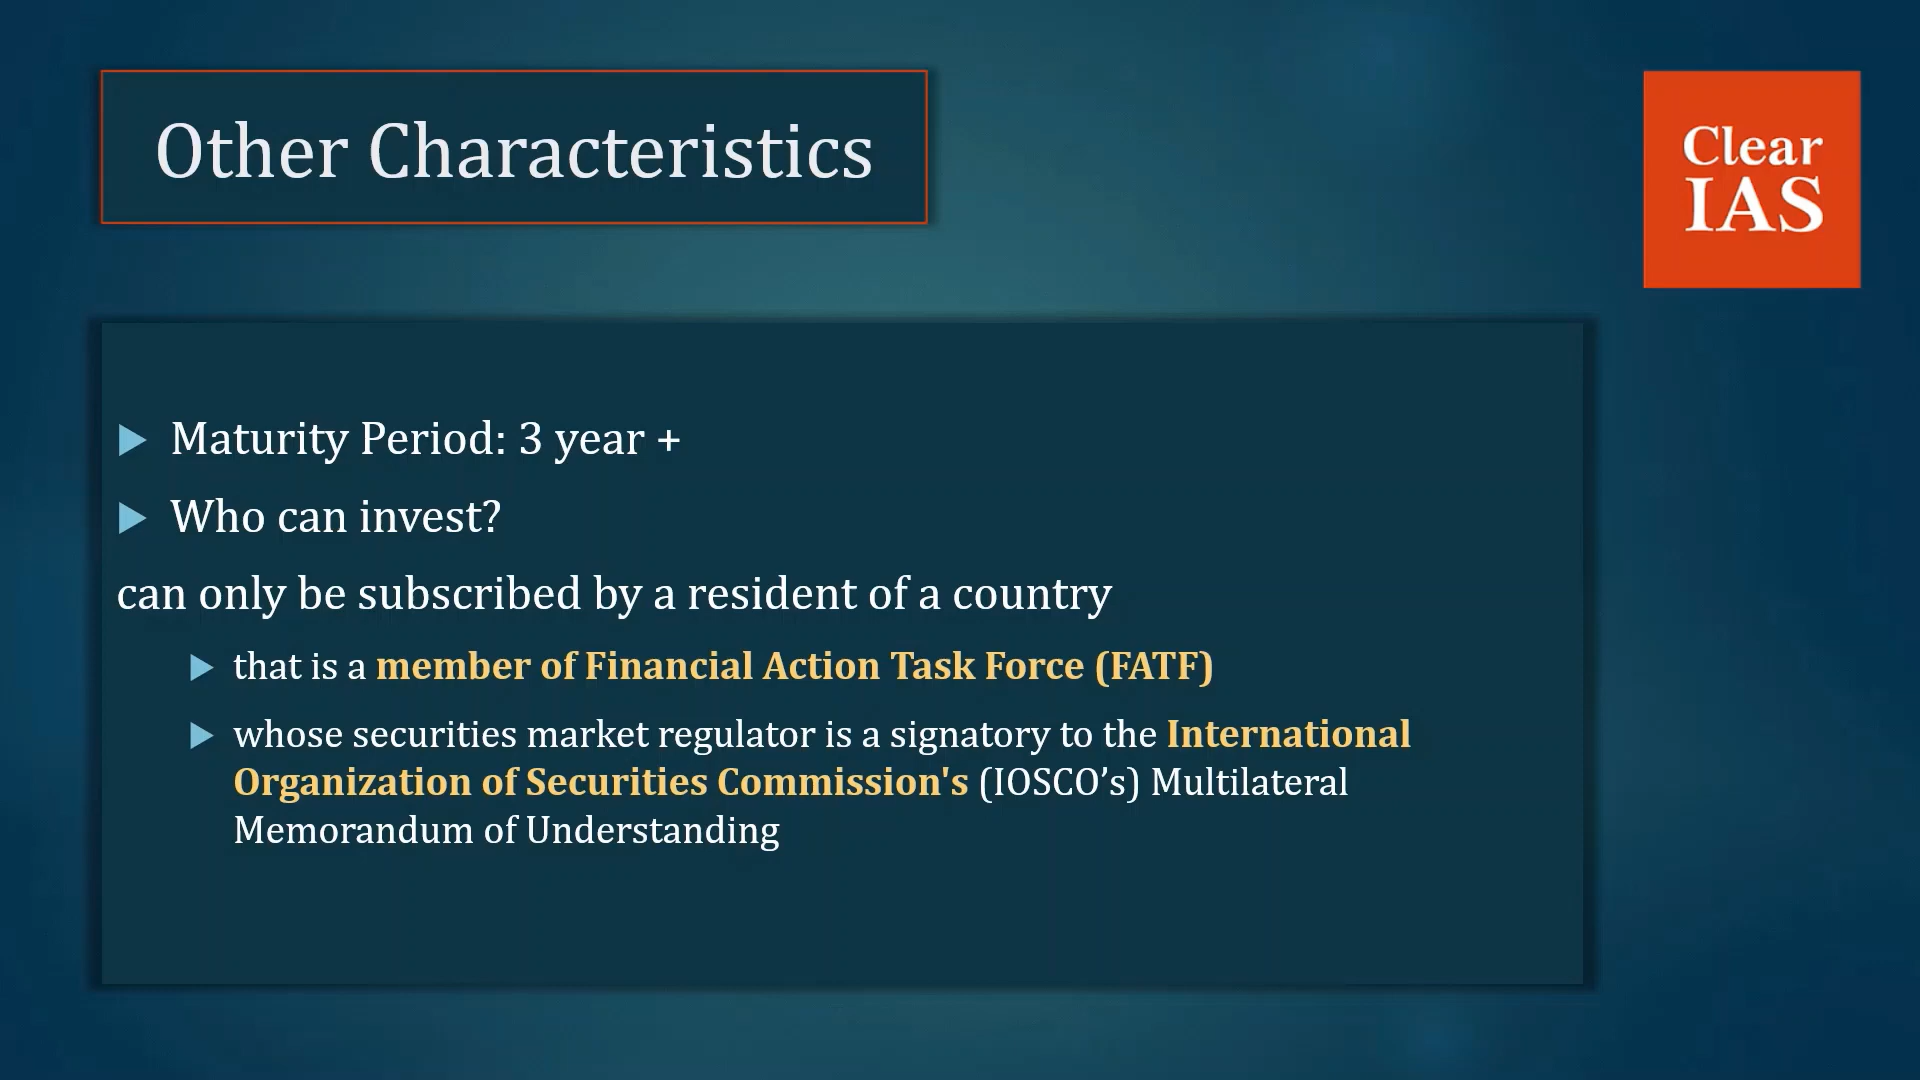 Other Characteristics
Clear
IAS
Maturity Period: 3 year +
Who can invest?
can only be subscribed by a resident of a country
that is a member of Financial Action Task Force (FATF)
whose securities market regulator is a signatory to the International
Organization of Securities Commission's (IOSCO’s) Multilateral
Memorandum of Understanding